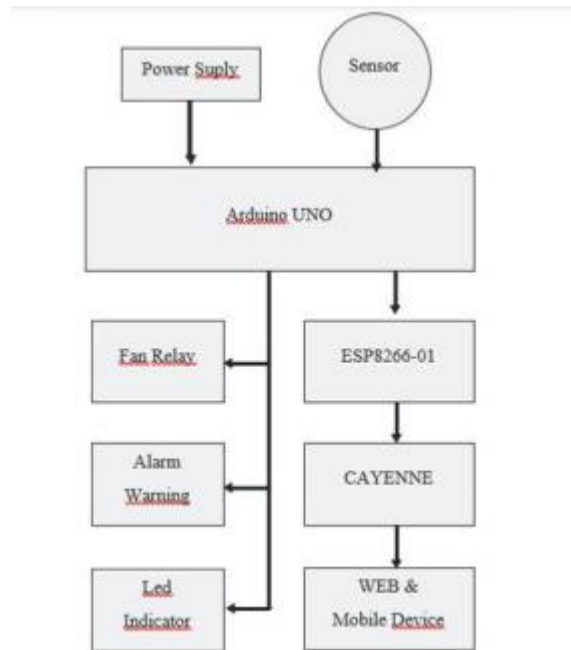 Power Suply
Sensor
Arduino UNO
Fan Relay
ESP8266-01
Alarm
Warning
CAYENNE
Led
Indicator
WEB &
Mobile Device